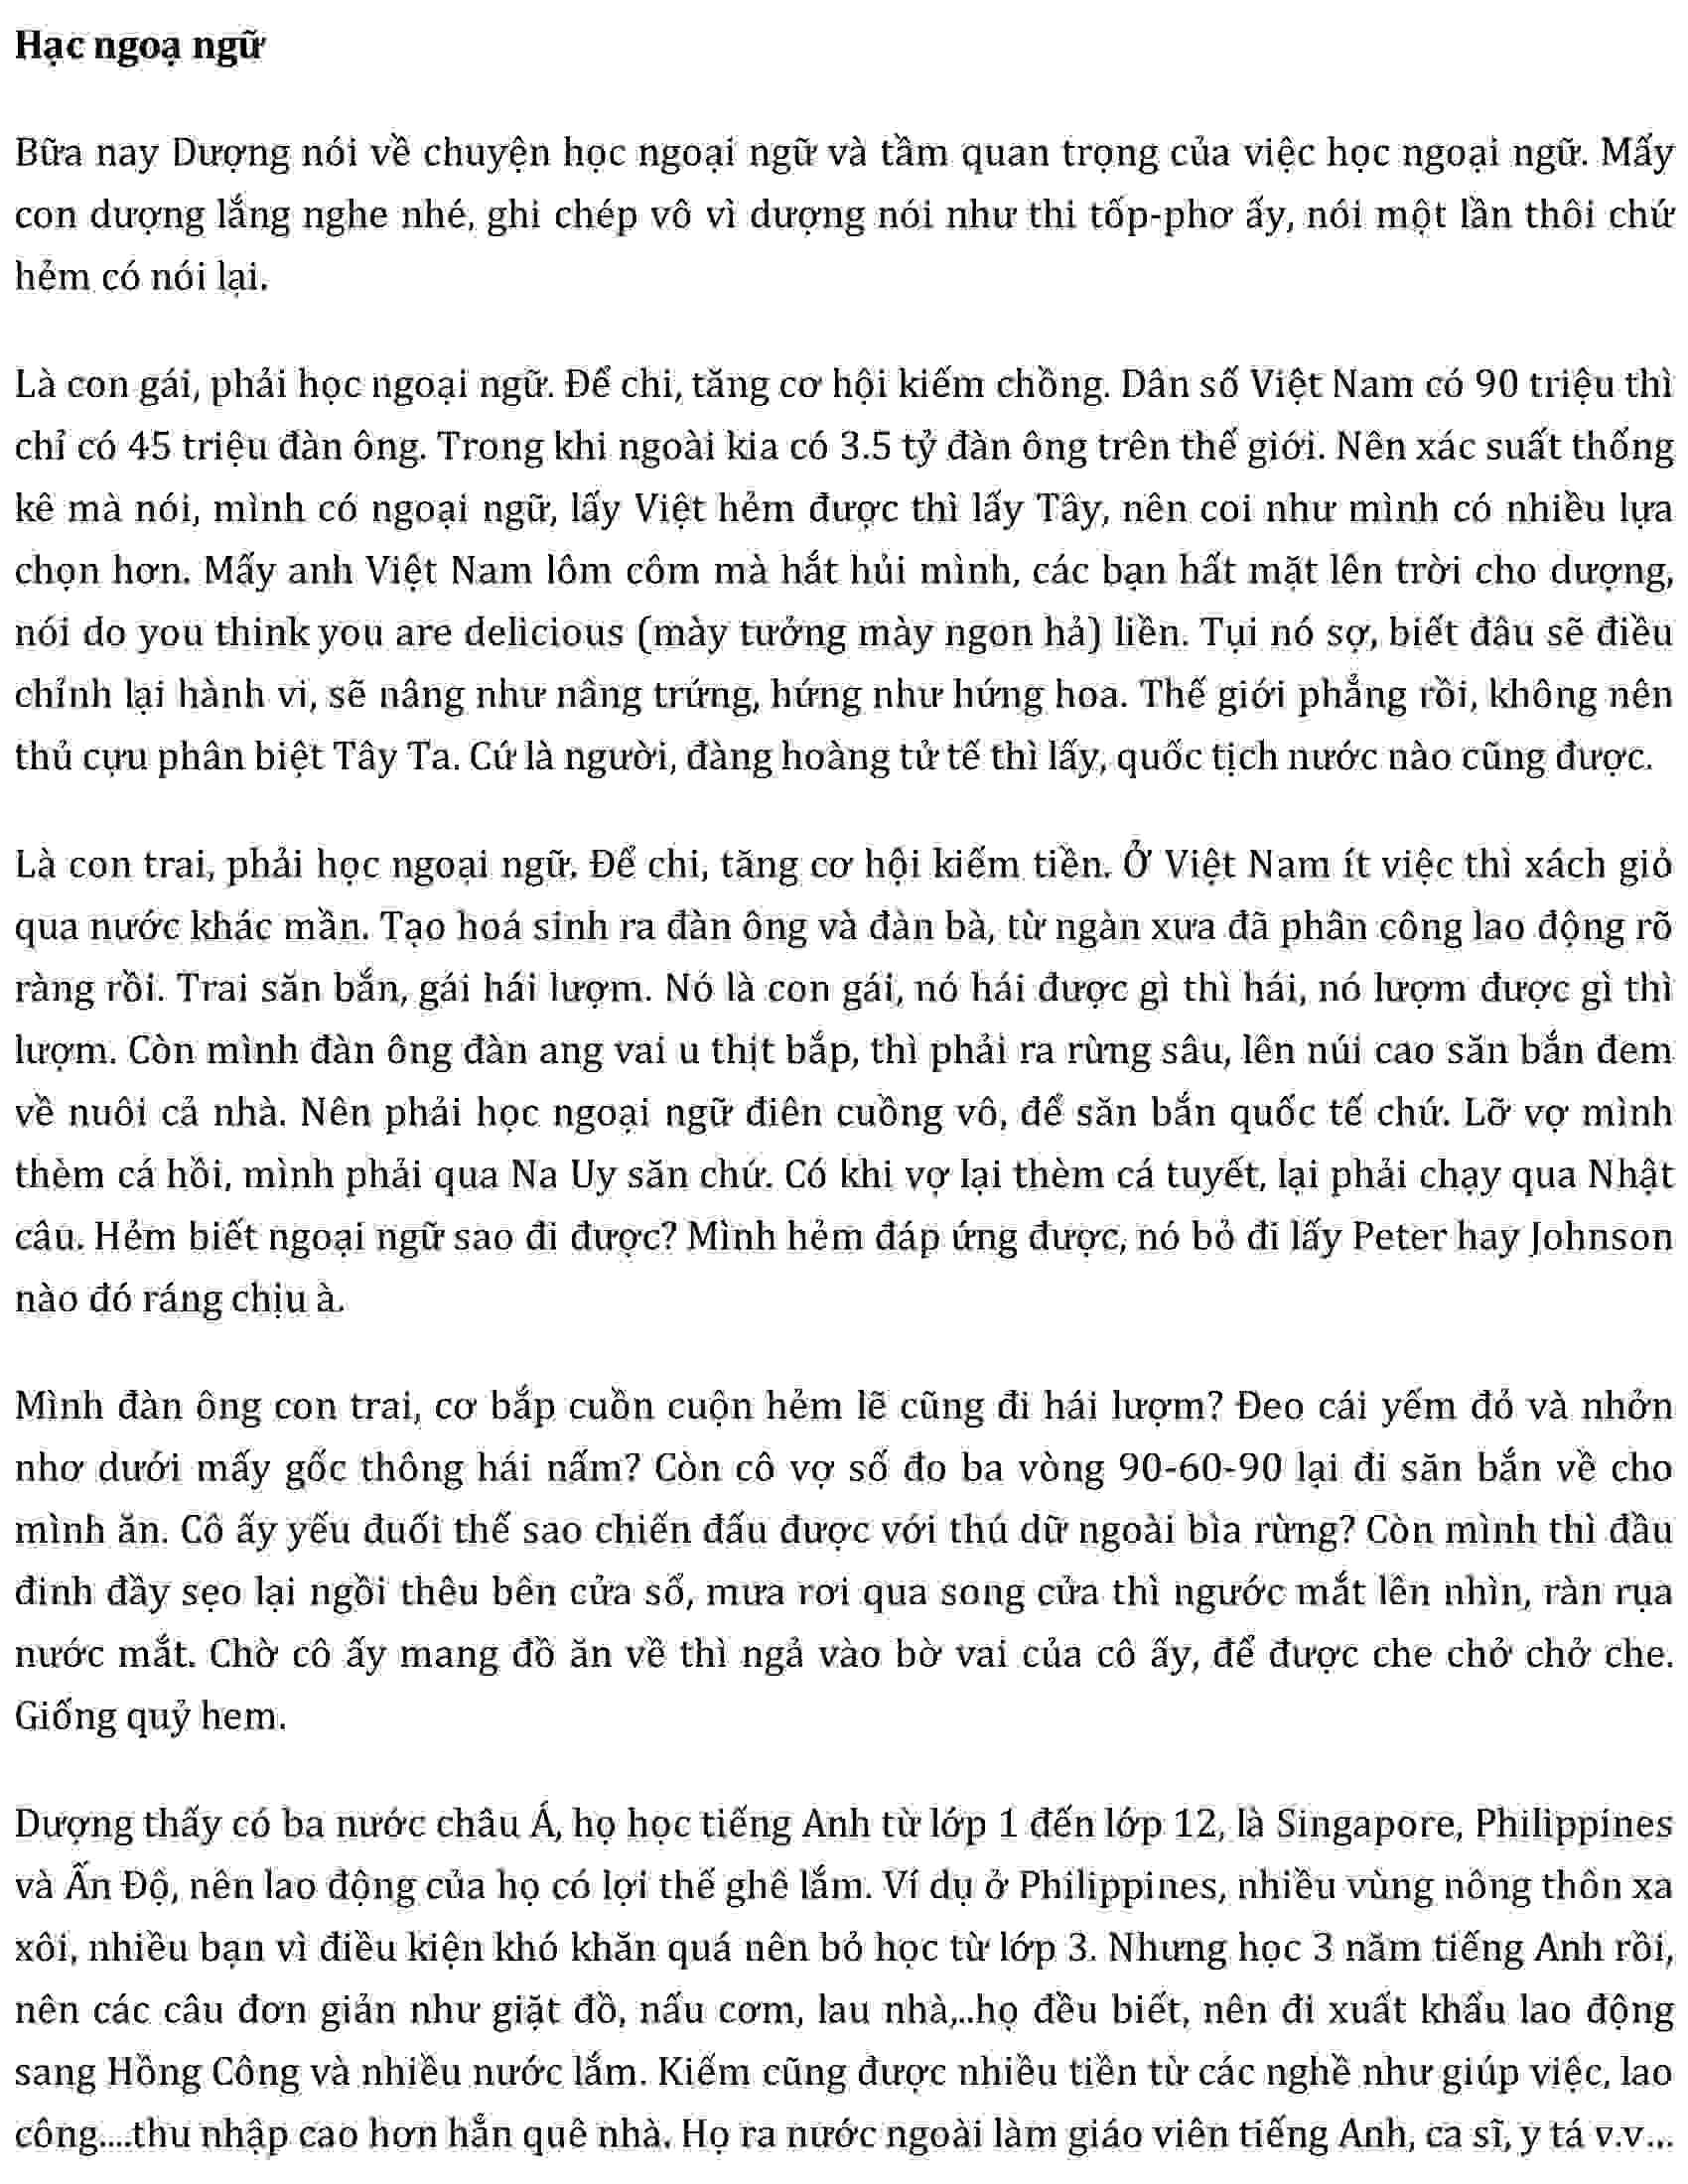 Hạc ngoạ ngữ
Bữa nay Dượng nói về chuyện học ngoại ngữ và tầm quan trọng của việc học ngoại ngữ. Mấy
con dượng lắng nghe nhé, ghi chép vô vì dượng nói như thi tốp-phơ ấy, nói một lần thôi chứ
hẻm có nói lại.
Là con gái, phải học ngoại ngữ. Để chi, tăng cơ hội kiếm chồng. Dân số Việt Nam có 90 triệu thì
chỉ có 45 triệu đàn ông. Trong khi ngoài kia có 3.5 tỷ đàn ông trên thế giới. Nên xác suất thống
kê mà nói, mình có ngoại ngữ, lấy Việt hẻm được thì lấy Tây, nên coi như mình có nhiều lựa
chọn hơn. Mấy anh Việt Nam lôm côm mà hắt hủi mình, các bạn hất mặt lên trời cho dượng,
nói do you think you are delicious (mày tưởng mày ngon hả) liền. Tụi nó sợ, biết đâu sẽ điều
chỉnh lại hành vi, sẽ nâng như nâng trứng, hứng như hứng hoa. Thế giới phẳng rồi, không nên
thủ cựu phân biệt Tây Ta. Cứ là người, đàng hoàng tử tế thì lấy, quốc tịch nước nào cũng được.
Là con trai, phải học ngoại ngữ. Để chi, tăng cơ hội kiếm tiền. Ở Việt Nam ít việc thì xách giỏ
qua nước khác mần. Tạo hoá sinh ra đàn ông và đàn bà, từ ngàn xưa đã phân công lao động rõ
ràng rồi. Trai săn bắn, gái hái lượm. Nó là con gái, nó hái được gì thì hái, nó lượm được gì thì
lượm. Còn mình đàn ông đàn ang vai u thịt bắp, thì phải ra rừng sâu, lên núi cao săn bắn đem
về nuôi cả nhà. Nên phải học ngoại ngữ điên cuồng vô, để săn bắn quốc tế chứ. Lỡ vợ mình
thèm cá hồi, mình phải qua Na Uy săn chứ. Có khi vợ lại thèm cá tuyết, lại phải chạy qua Nhật
câu. Hẻm biết ngoại ngữ sao đi được? Mình hẻm đáp ứng được, nó bỏ đi lấy Peter hay Johnson
nào đó ráng chịu à.
Mình đàn ông con trai, cơ bắp cuồn cuộn hẻm lẽ cũng đi hái lượm? Đeo cái yếm đỏ và nhởn
nhơ dưới mấy gốc thông hái nấm? Còn cô vợ số đo ba vòng 90-60-90 lại đi săn bắn về cho
mình ăn. Cô ấy yếu đuối thế sao chiến đấu được với thú dữ ngoài bìa rừng? Còn mình thì đầu
đinh đầy sẹo lại ngồi thêu bên cửa sổ, mưa rơi qua song cửa thì ngước mắt lên nhìn, ràn rụa
nước mắt. Chờ cô ấy mang đồ ăn về thì ngả vào bờ vai của cô ấy, để được che chở chở che.
Giống quỷ hem.
Dượng thấy có ba nước châu Á, họ học tiếng Anh từ lớp 1 đến lớp 12, là Singapore, Philippines
và Ấn Độ, nên lao động của họ có lợi thế ghê lắm. Ví dụ ở Philippines, nhiều vùng nông thôn xa
xôi, nhiều bạn vì điều kiện khó khăn quá nên bỏ học từ lớp 3. Nhưng học 3 năm tiếng Anh rồi,
nên các câu đơn giản như giặt đồ, nấu cơm, lau nhà,..họ đều biết, nên đi xuất khẩu lao động
sang Hồng Công và nhiều nước lắm. Kiếm cũng được nhiều tiền từ các nghề như giúp việc, lao
công....thu nhập cao hơn hẳn quê nhà. Họ ra nước ngoài làm giáo viên tiếng Anh, ca sĩ, y tá v.v...